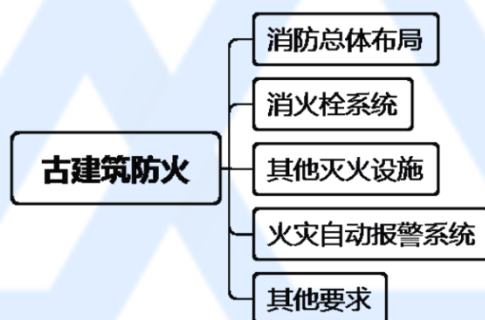 消防总体布局
消火栓系统
古建筑防火
其他灭火设施
火灾自动报警系统
其他要求